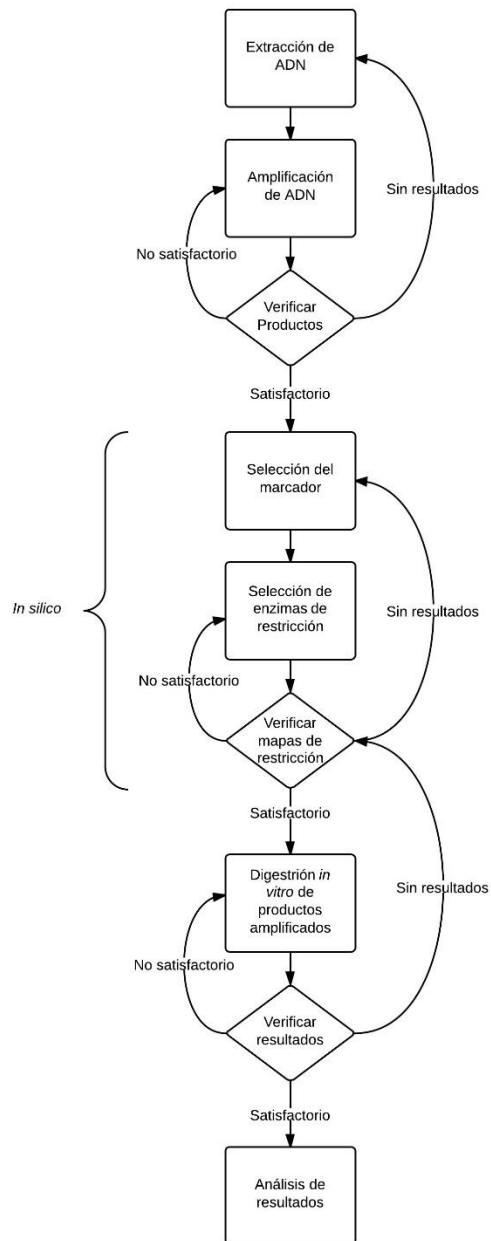 Extracción de
ADN
Amplificación
de ADN
Sin resultados
No satisfactorio
Verificar
Productos
Satisfactorio
Selección del
marcador
In silico
Selección de
enzimas de
restricción
Sin resultados
No satisfactorio
Verificar
mapas de
restricción
Satisfactorio
Digestrión in
vitro de
productos
amplificados
Sin resultados
No satisfactorio
Verificar
resultados
Satisfactorio
Análisis de
resultados